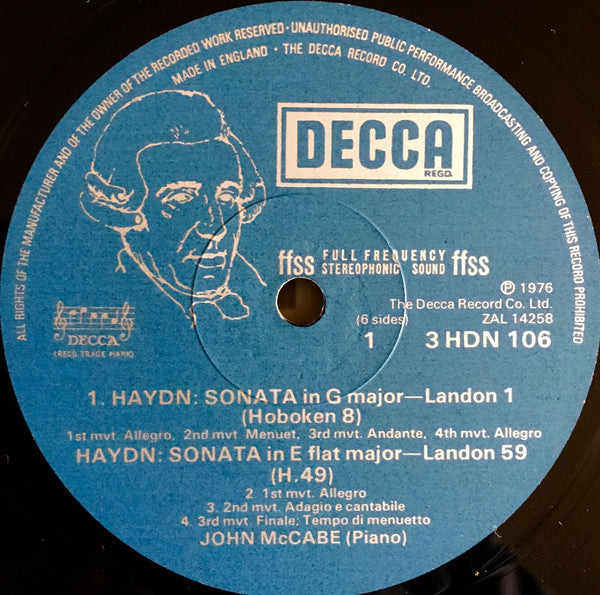 ALL RIGHTS OF THE MANUFACTURER AND OF THE OWNER OF THE RECORDED WORK RESERVED · UNAUTHORISED PUBLIC PERFORMANCE BROADCASTING AND COPYING OF THIS RECORD PROHIBITED
MADE IN ENGLAND · THE DECCA RECORD CO. LTD.
DECCA
REGD.
ffss FULL FREQUENCY STEREOPHONIC SOUND ffss
℗ 1976
The Decca Record Co. Ltd.
(6 sides) ZAL 14258
1 3 HDN 106
DECCA
(REGD. TRADE MARK)
1. HAYDN: SONATA in G major—Landon 1
(Hoboken 8)
1st mvt. Allegro, 2nd mvt. Menuet, 3rd mvt. Andante, 4th mvt. Allegro
HAYDN: SONATA in E flat major—Landon 59
(H.49)
2. 1st mvt. Allegro
3. 2nd mvt. Adagio e cantabile
4. 3rd mvt. Finale; Tempo di menuetto
JOHN McCABE (Piano)